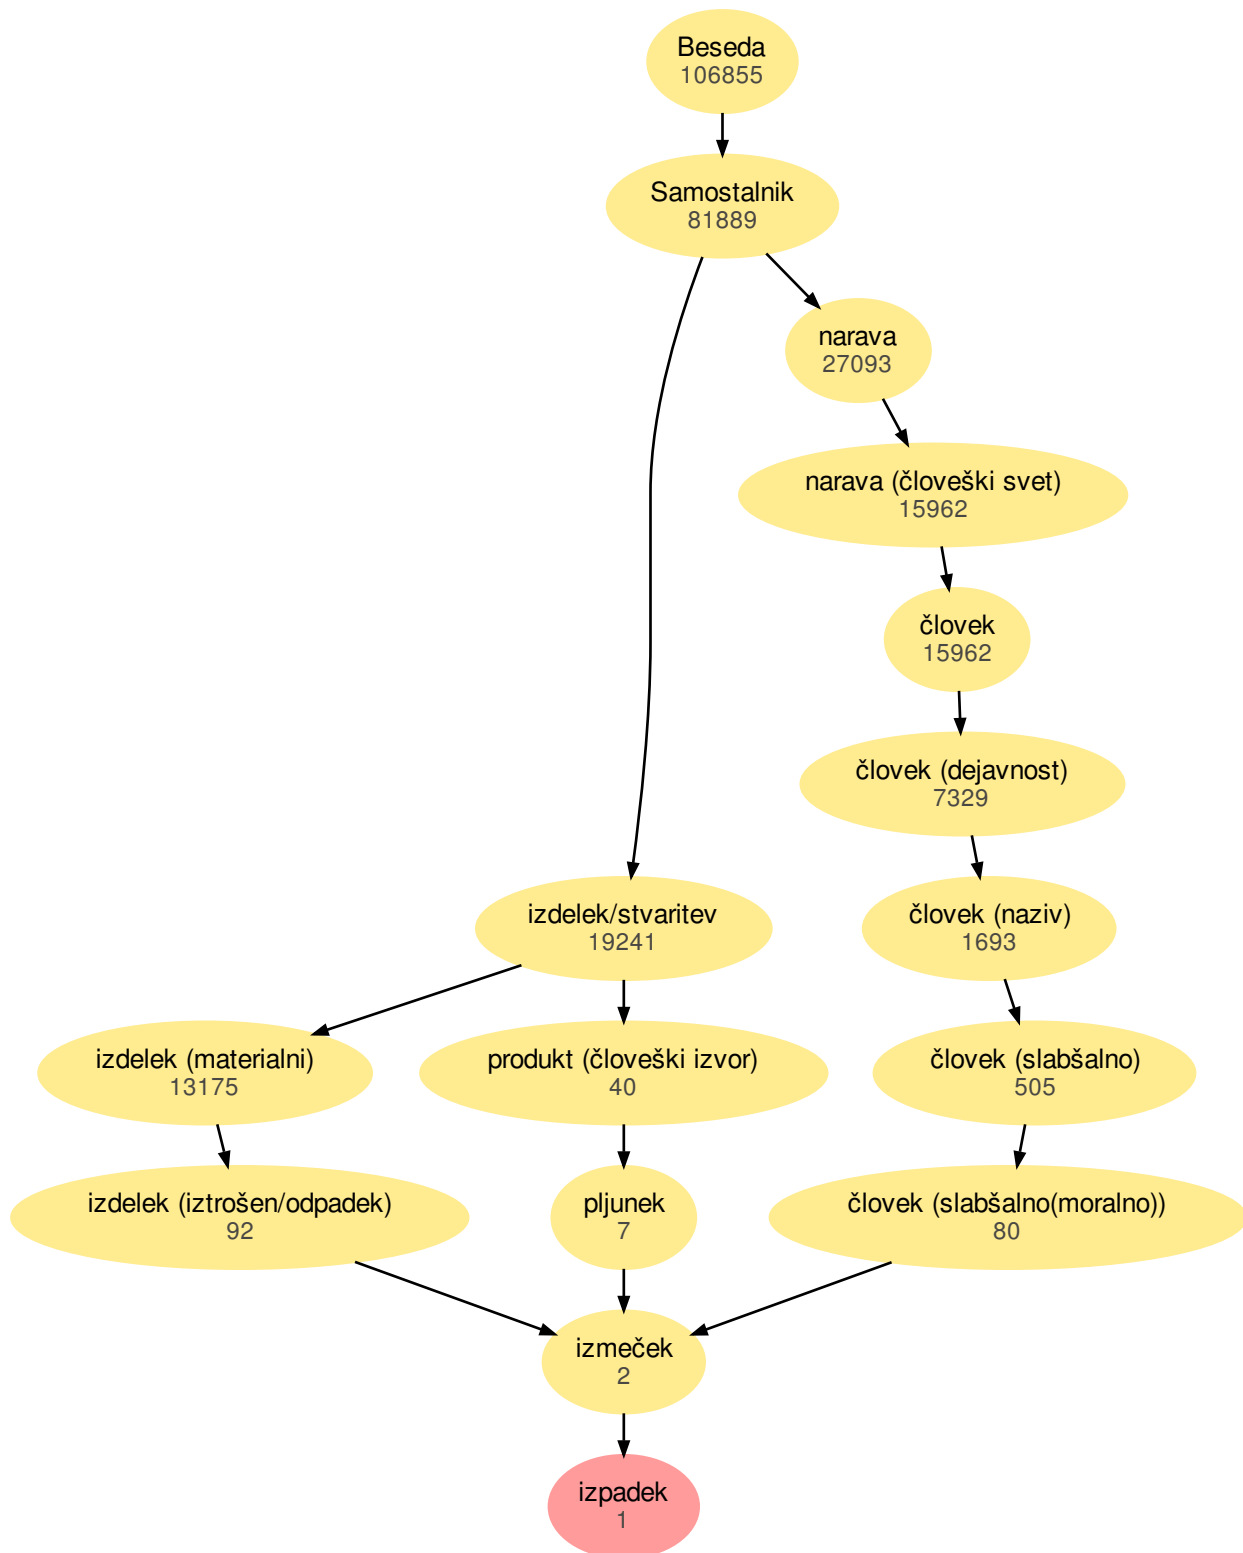 Beseda
106855
Samostalnik
81889
narava
27093
narava (človeški svet)
15962
človek
15962
človek (dejavnost)
7329
izdelek/stvaritev
19241
človek (naziv)
1693
izdelek (materialni)
13175
produkt (človeški izvor)
40
človek (slabšalno)
505
izdelek (iztrošen/odpadek)
92
pljunek
7
človek (slabšalno(moralno))
80
izmeček
2
izpadek
1